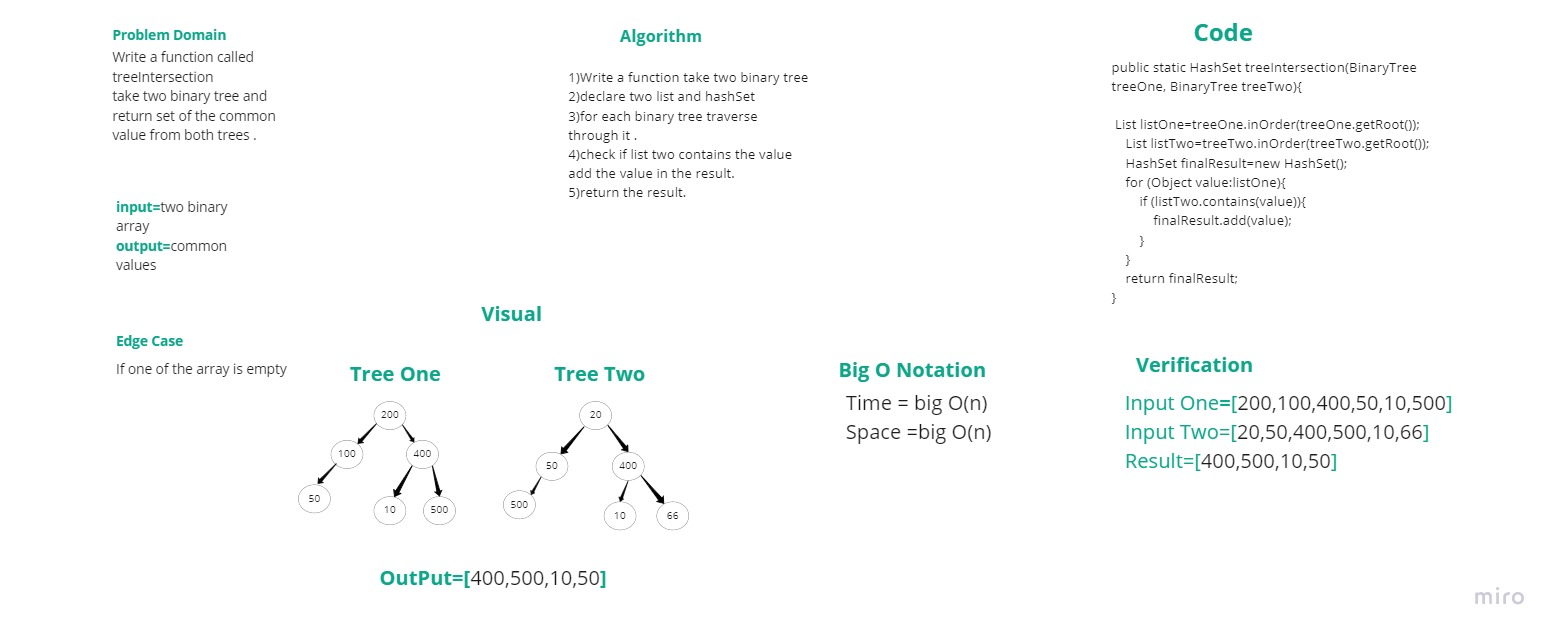 Problem Domain
Write a function called
treeIntersection
take two binary tree and
return set of the common
value from both trees .
input=two binary
array
output=common
values
Edge Case
If one of the array is empty
Algorithm
1)Write a function take two binary tree
2)declare two list and hashSet
3)for each binary tree traverse
through it .
4)check if list two contains the value
add the value in the result.
5)return the result.
Code
public static HashSet treeIntersection(BinaryTree
treeOne, BinaryTree treeTwo){
List listOne=treeOne.inOrder(treeOne.getRoot());
List listTwo=treeTwo.inOrder(treeTwo.getRoot());
HashSet finalResult=new HashSet();
for (Object value:listOne){
if (listTwo.contains(value)){
finalResult.add(value);
}
}
return finalResult;
}
Visual
Tree One
200
100
400
50
10
500
Tree Two
20
50
400
500
10
66
OutPut=[400,500,10,50]
Big O Notation
Time = big O(n)
Space =big O(n)
Verification
Input One=[200,100,400,50,10,500]
Input Two=[20,50,400,500,10,66]
Result=[400,500,10,50]
miro